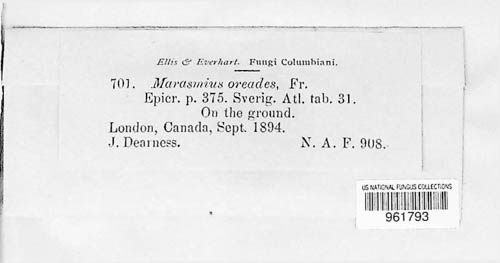 Ellis & Everhart. Fungi Columbiani.
701. Marasmius oreades, Fr.
Epicr. p. 375. Sverig. Atl. tab. 31.
On the ground.
London, Canada, Sept. 1894.
J. Dearness. N. A. F. 908.
US NATIONAL FUNGUS COLLECTIONS
961793